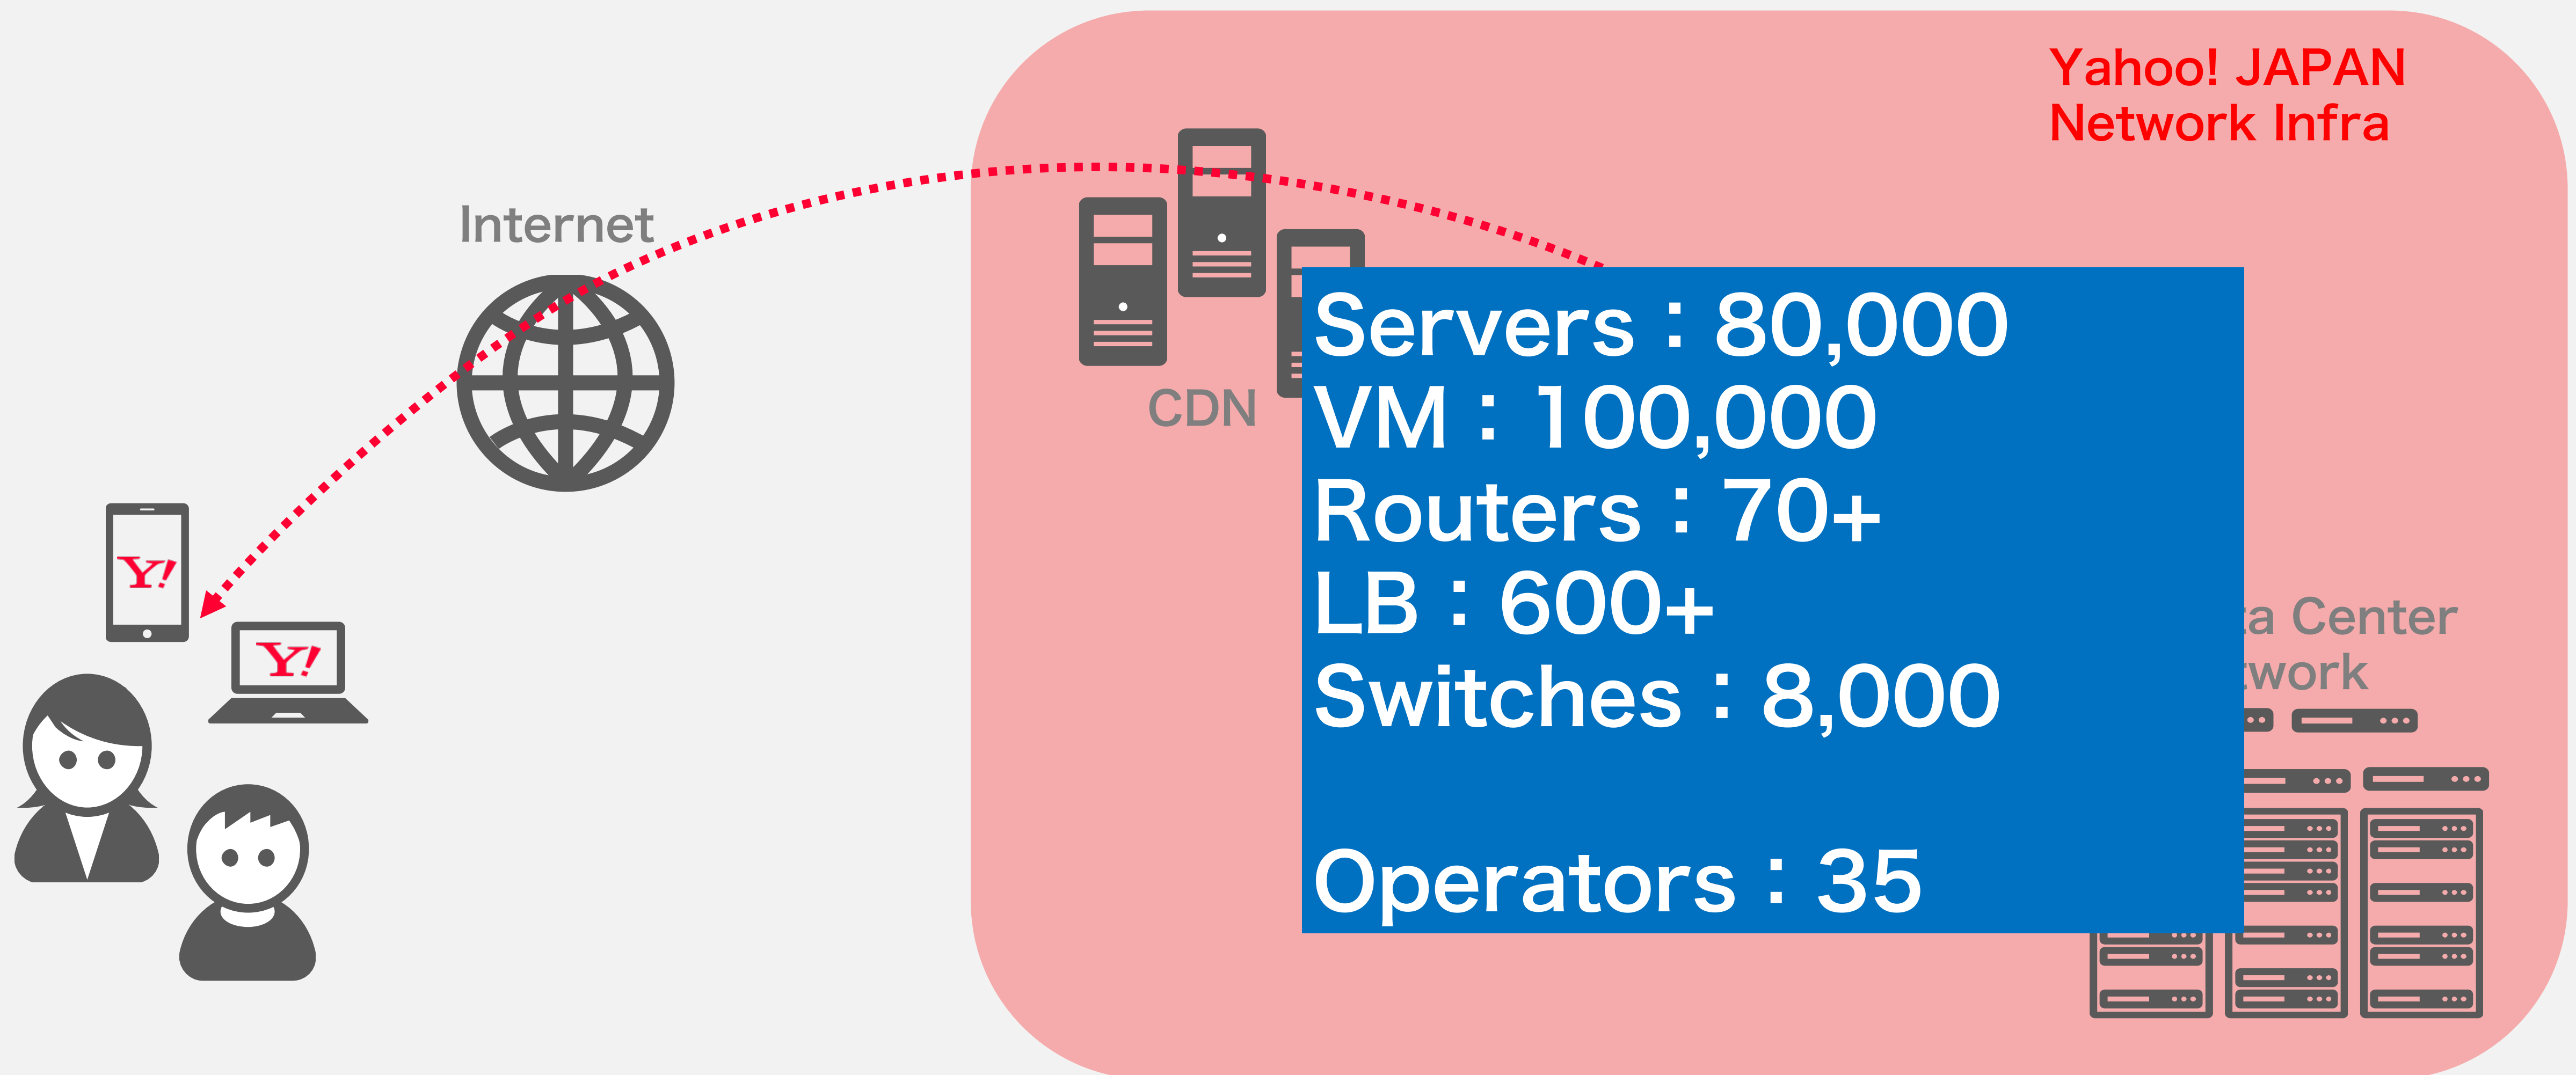 Yahoo! JAPAN
Network Infra
Internet
CDN
Servers：80,000
VM：100,000
Routers：70+
LB：600+
Switches：8,000
Operators：35
Center
Y!
Y!